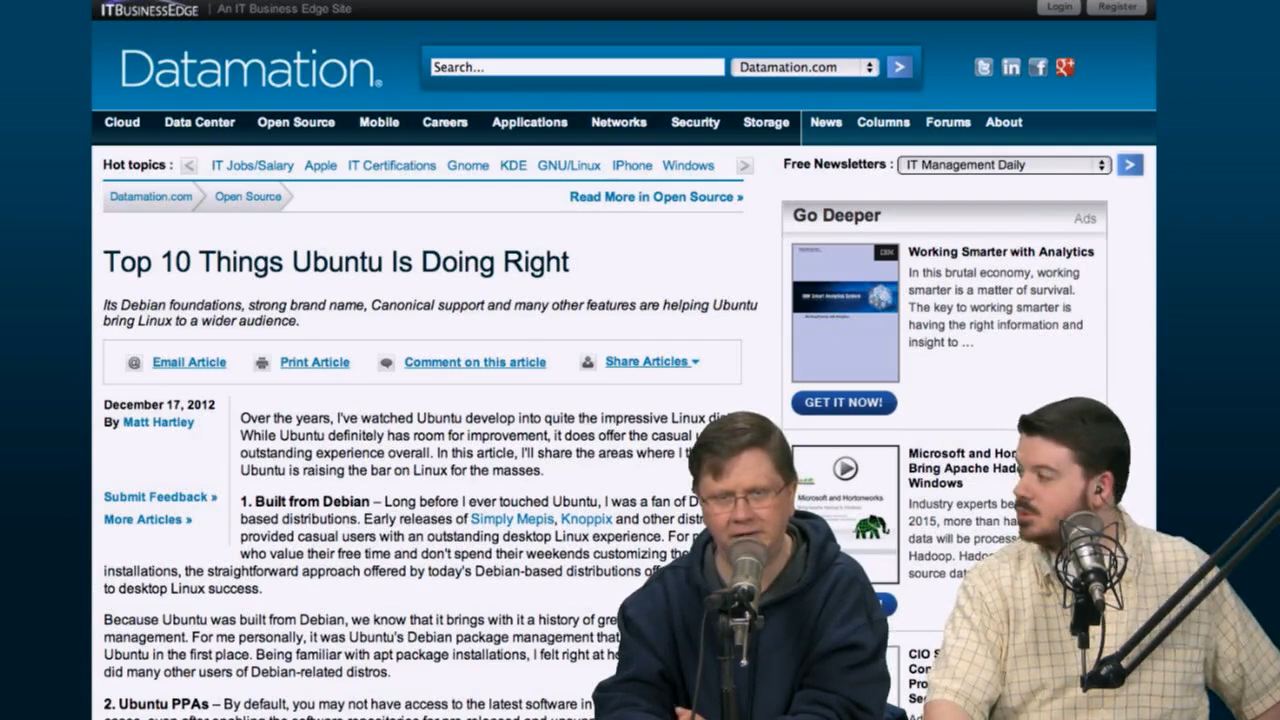 ITBUSINESSEDGE | An IT Business Edge Site
Login
Register
Datamation®
Search...
Datamation.com
>
in
f
g+
Cloud Data Center Open Source Mobile Careers Applications Networks Security Storage News Columns Forums About
Hot topics : < IT Jobs/Salary Apple IT Certifications Gnome KDE GNU/Linux IPhone Windows >
Free Newsletters : IT Management Daily >
Datamation.com Open Source
Read More in Open Source »
Go Deeper
Ads
Top 10 Things Ubuntu Is Doing Right
Its Debian foundations, strong brand name, Canonical support and many other features are helping Ubuntu
bring Linux to a wider audience.
@ Email Article Print Article Comment on this article Share Articles
IBM
Working Smarter with Analytics
In this brutal economy, working
smarter is a matter of survival.
The key to working smarter is
having the right information and
insight to ...
GET IT NOW!
December 17, 2012
By Matt Hartley
Submit Feedback »
More Articles »
Over the years, I've watched Ubuntu develop into quite the impressive Linux
While Ubuntu definitely has room for improvement, it does offer the casual
outstanding experience overall. In this article, I'll share the areas where I
Ubuntu is raising the bar on Linux for the masses.
1. Built from Debian – Long before I ever touched Ubuntu, I was a fan of
based distributions. Early releases of Simply Mepis, Knoppix and other
provided casual users with an outstanding desktop Linux experience. For
who value their free time and don't spend their weekends customizing the
installations, the straightforward approach offered by today's Debian-based distributions
to desktop Linux success.
Because Ubuntu was built from Debian, we know that it brings with it a history of
management. For me personally, it was Ubuntu's Debian package management that
Ubuntu in the first place. Being familiar with apt package installations, I felt right at
did many other users of Debian-related distros.
2. Ubuntu PPAs – By default, you may not have access to the latest software in
Microsoft and Hortonworks
Microsoft and
Bring Apache
Windows
Industry experts
2015, more than
data will be
Hadoop.
source
CIO